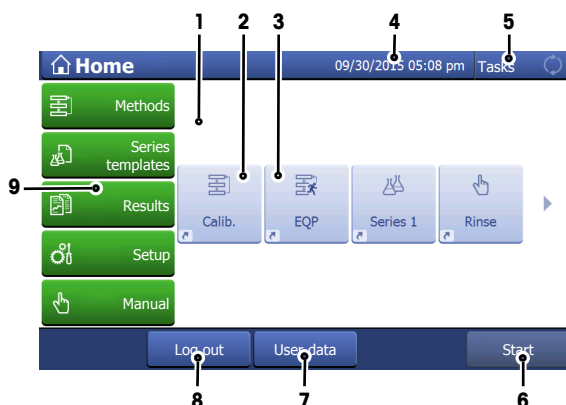 1 2 3 4 5
Home 09/30/2015 05:08 pm Tasks
Methods
Series
templates
9
Results
Calib. EQP Series 1 Rinse
Setup
Manual
Log out User data Start
8 7 6